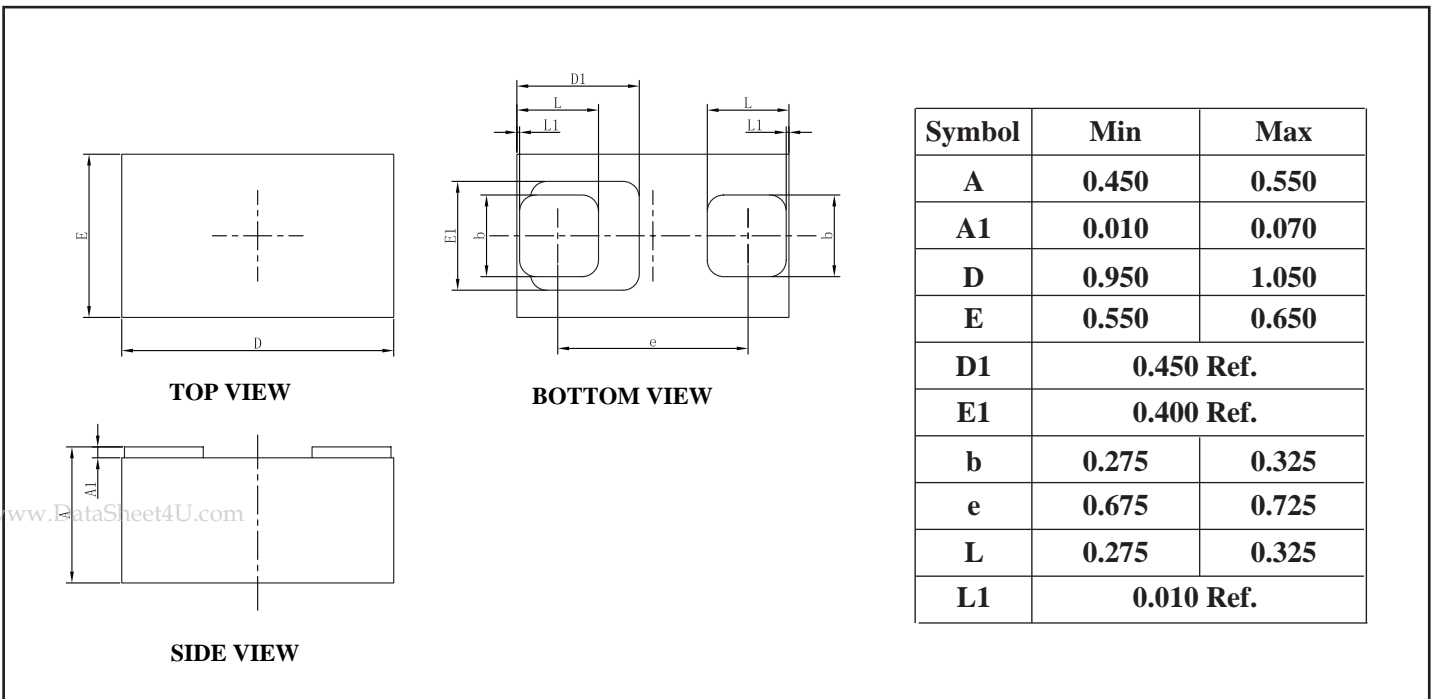 D1
L
L
L1
L1
E
E1
b
b
D
e
TOP VIEW
BOTTOM VIEW
A1
A
www.DataSheet4U.com
SIDE VIEW
Symbol Min Max
A 0.450 0.550
A1 0.010 0.070
D 0.950 1.050
E 0.550 0.650
D1 0.450 Ref.
E1 0.400 Ref.
b 0.275 0.325
e 0.675 0.725
L 0.275 0.325
L1 0.010 Ref.